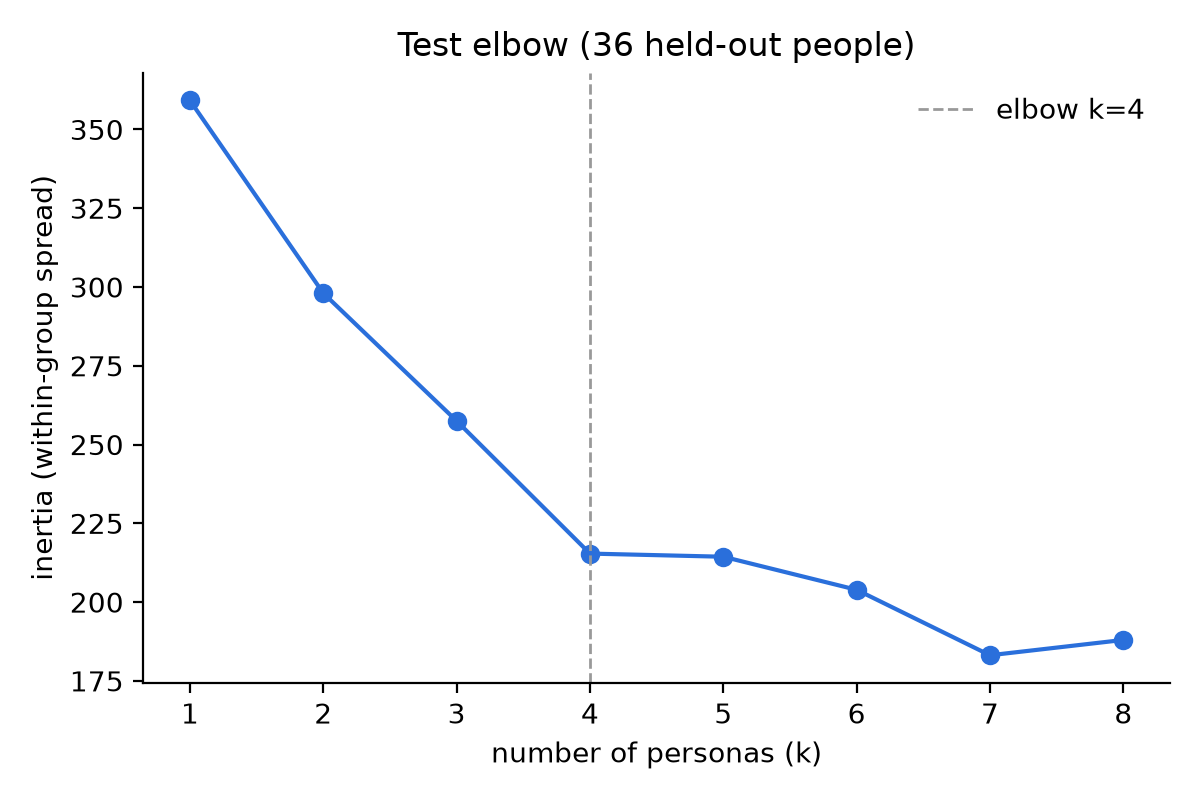 Test elbow (36 held-out people)
elbow k=4
inertia (within-group spread)
350
325
300
275
250
225
200
175
1 2 3 4 5 6 7 8
number of personas (k)